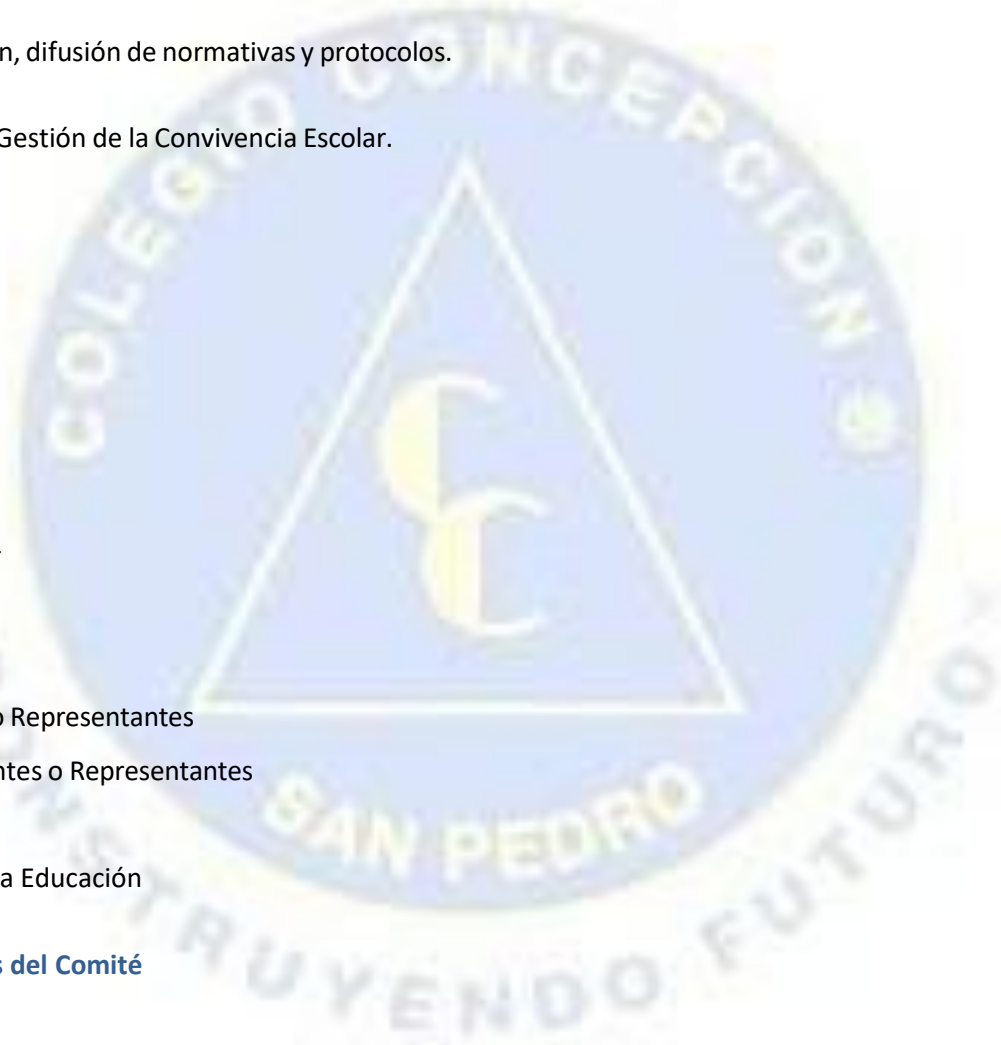 n, difusión de normativas y protocolos.
Gestión de la Convivencia Escolar.
o Representantes
ntes o Representantes
a Educación
s del Comité
COLEGIO CONCEPCION
SAN PEDRO
CONSTRUYENDO FUTURO